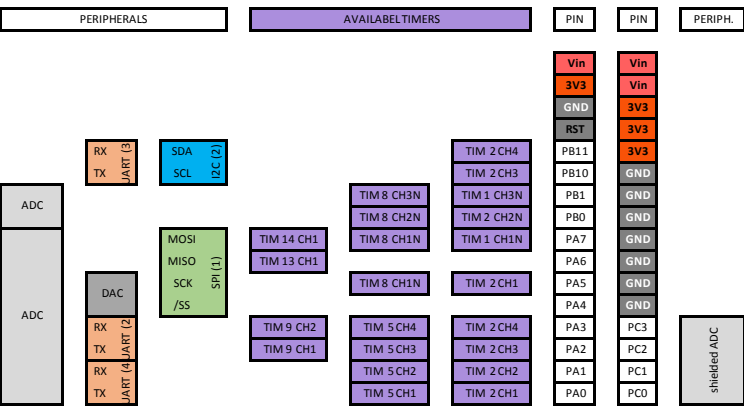 PERIPHERALS AVAILABELTIMERS PIN PIN PERIPH.
Vin Vin
3V3 Vin
GND 3V3
RST 3V3
RX UART (3 SDA I2C (2) TIM 2 CH4 PB11 3V3
TX SCL TIM 2 CH3 PB10 GND
ADC TIM 8 CH3N TIM 1 CH3N PB1 GND
TIM 8 CH2N TIM 2 CH2N PB0 GND
MOSI SPI (1) TIM 14 CH1 TIM 8 CH1N TIM 1 CH1N PA7 GND
MISO TIM 13 CH1 PA6 GND
DAC SCK TIM 8 CH1N TIM 2 CH1 PA5 GND
/SS PA4 GND
ADC RX UART (2 TIM 9 CH2 TIM 5 CH4 TIM 2 CH4 PA3 PC3 shielded ADC
TX TIM 9 CH1 TIM 5 CH3 TIM 2 CH3 PA2 PC2
RX UART (4 TIM 5 CH2 TIM 2 CH2 PA1 PC1
TX TIM 5 CH1 TIM 2 CH1 PA0 PC0